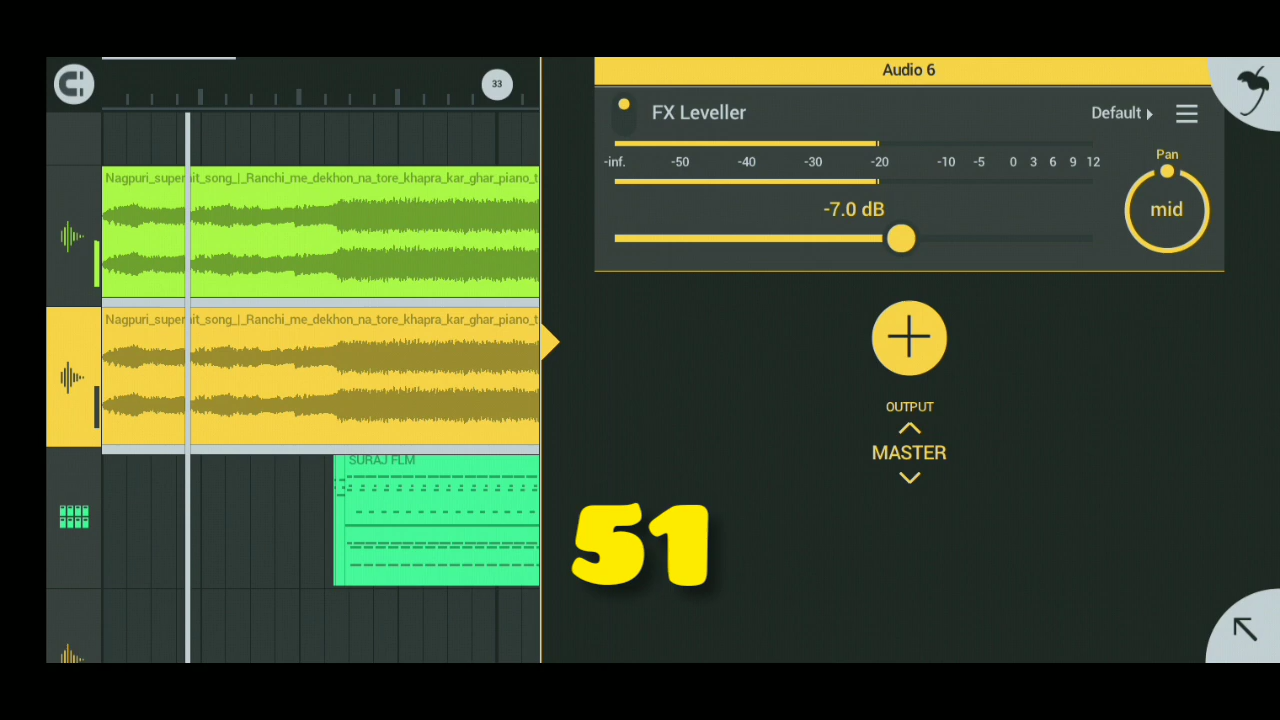 33
Audio 6
FX Leveller
Default
-inf. -50 -40 -30 -20 -10 -5 0 3 6 9 12
Pan
-7.0 dB
mid
Nagpuri_super it_song_|_Ranchi_me_dekhon_na_tore_khapra_kar_ghar_piano_t
Nagpuri_super it_song_|_Ranchi_me_dekhon_na_tore_khapra_kar_ghar_piano_t
OUTPUT
MASTER
SURAJ FLM
51